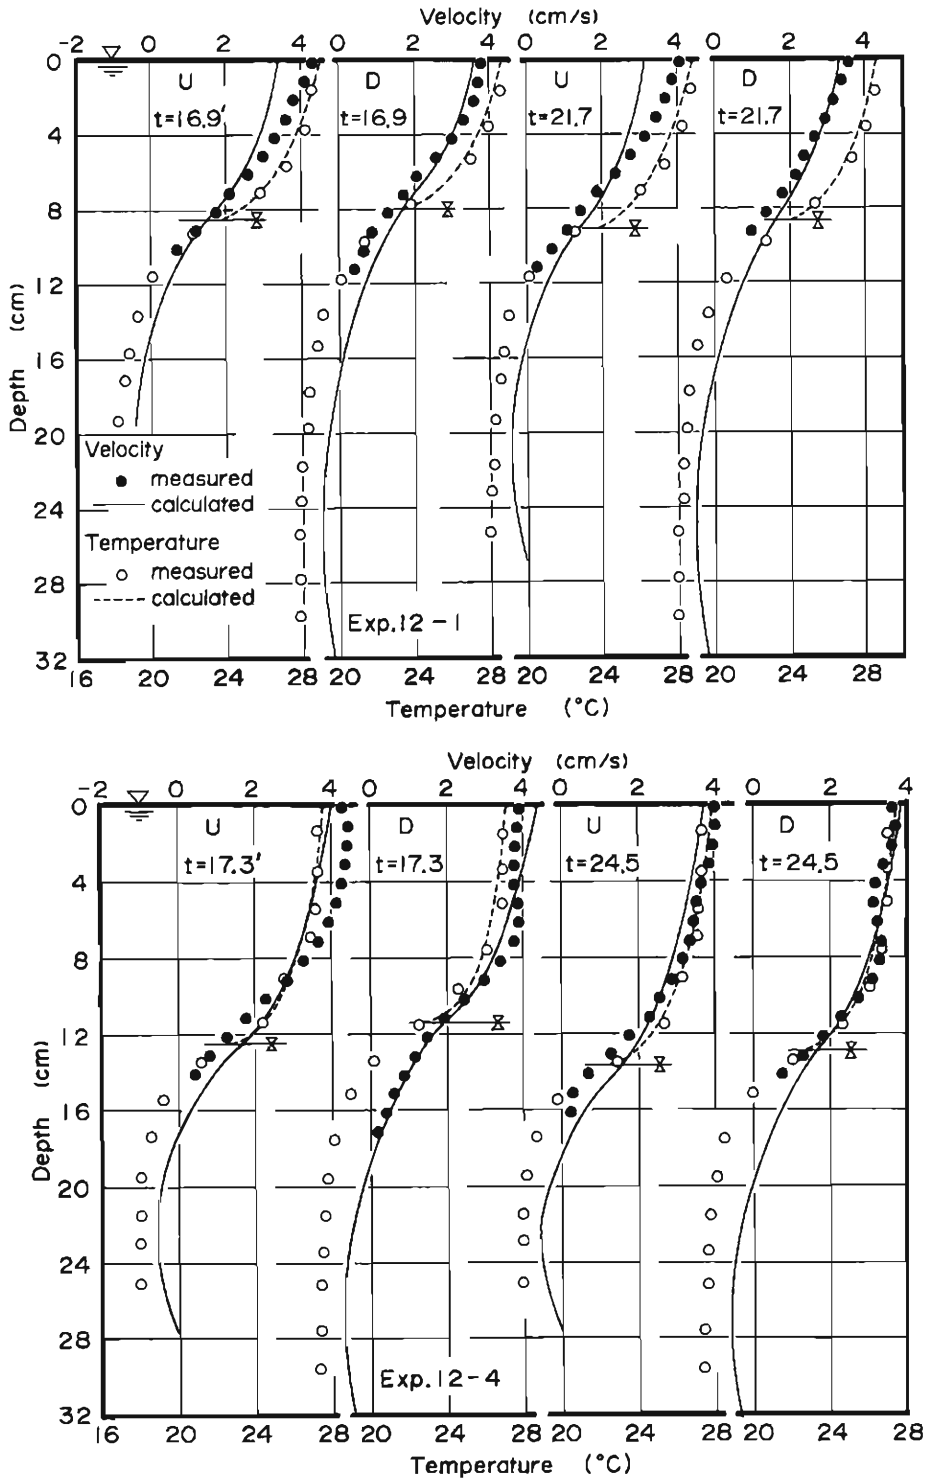 Velocity (cm/s)
-2 0 2 4 0 2 4 0 2 4 0 2 4
0
U D U D
t=16.9' t=16.9 t=21.7 t=21.7
4
8
12
16
Depth (cm)
20
Velocity
measured
calculated
24
Temperature
measured
28
calculated
Exp.12-1
32
16 20 24 28 20 24 28 20 24 28 20 24 28
Temperature (°C)
Velocity (cm/s)
-2 0 2 4 0 2 4 0 2 4 0 2 4
0
U D U D
t=17.3' t=17.3 t=24.5 t=24.5
4
8
12
16
Depth (cm)
20
24
28
Exp.12-4
32
16 20 24 28 20 24 28 20 24 28 20 24 28
Temperature (°C)